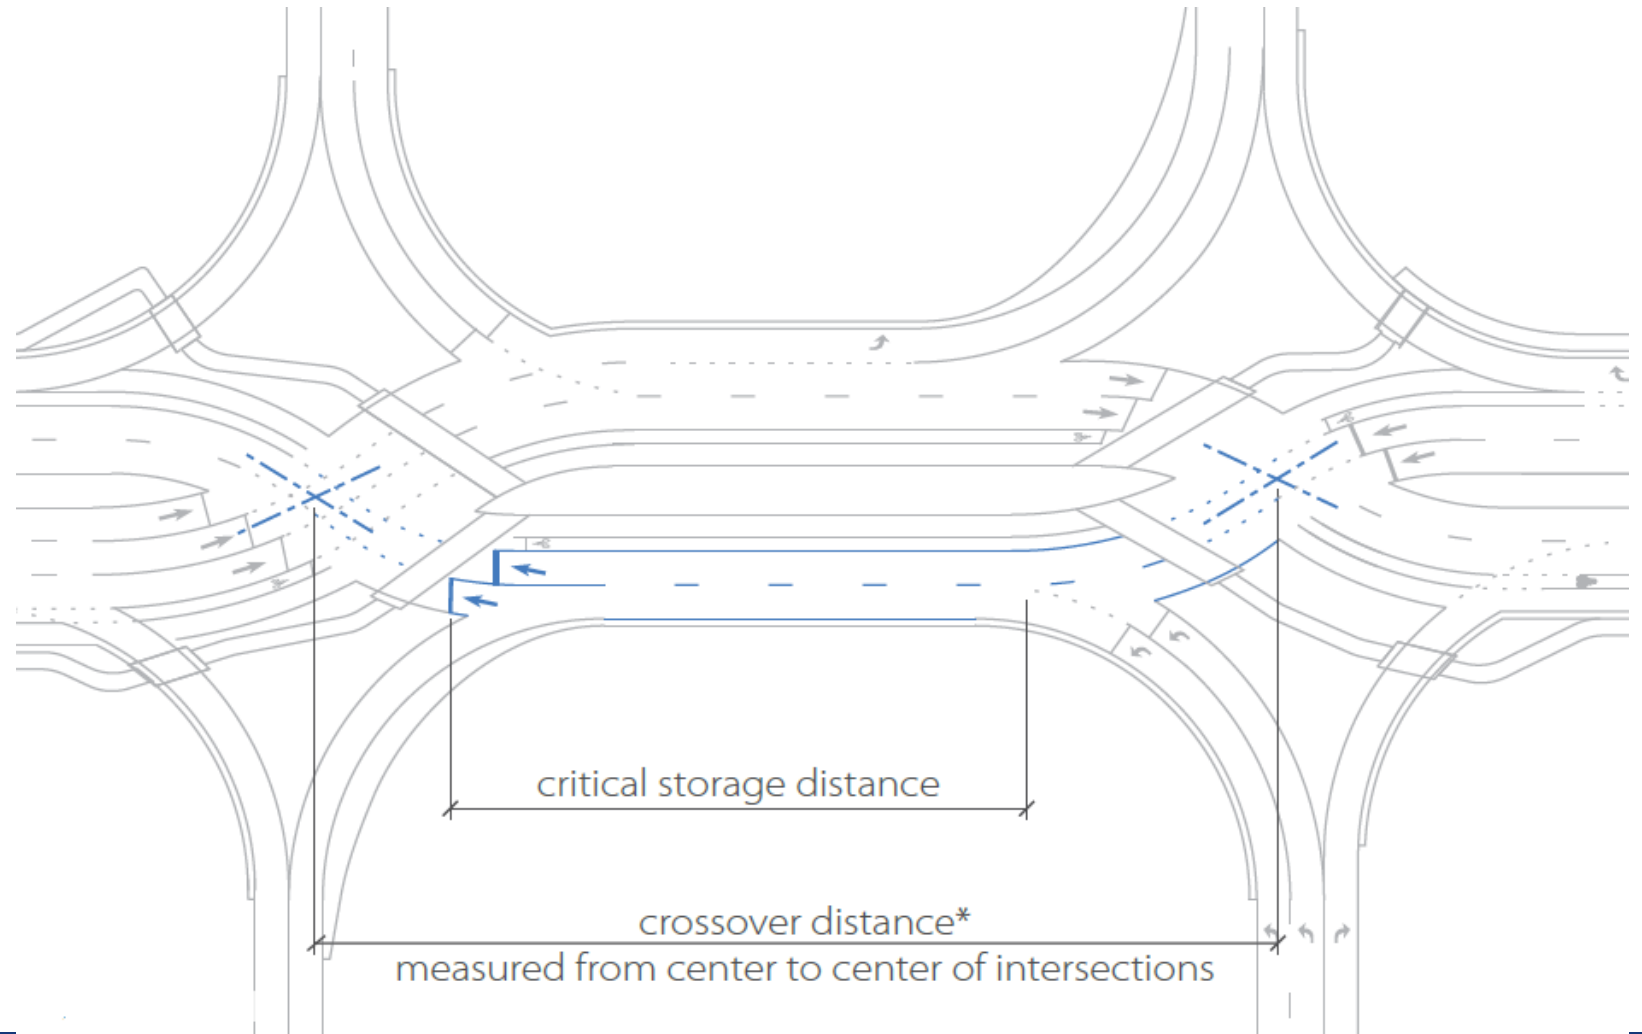 critical storage distance
crossover distance*
measured from center to center of intersections